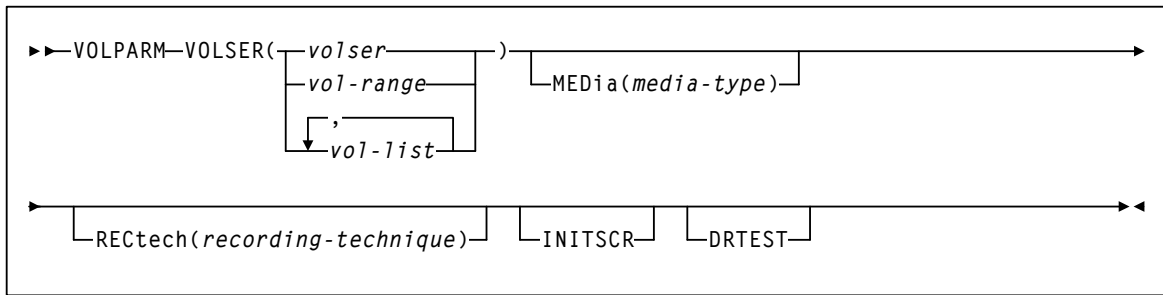 VOLPARM VOLSER( volser ) MEDia(media-type)
vol-range
,
vol-list
RECtech(recording-technique) INITSCR DRTEST